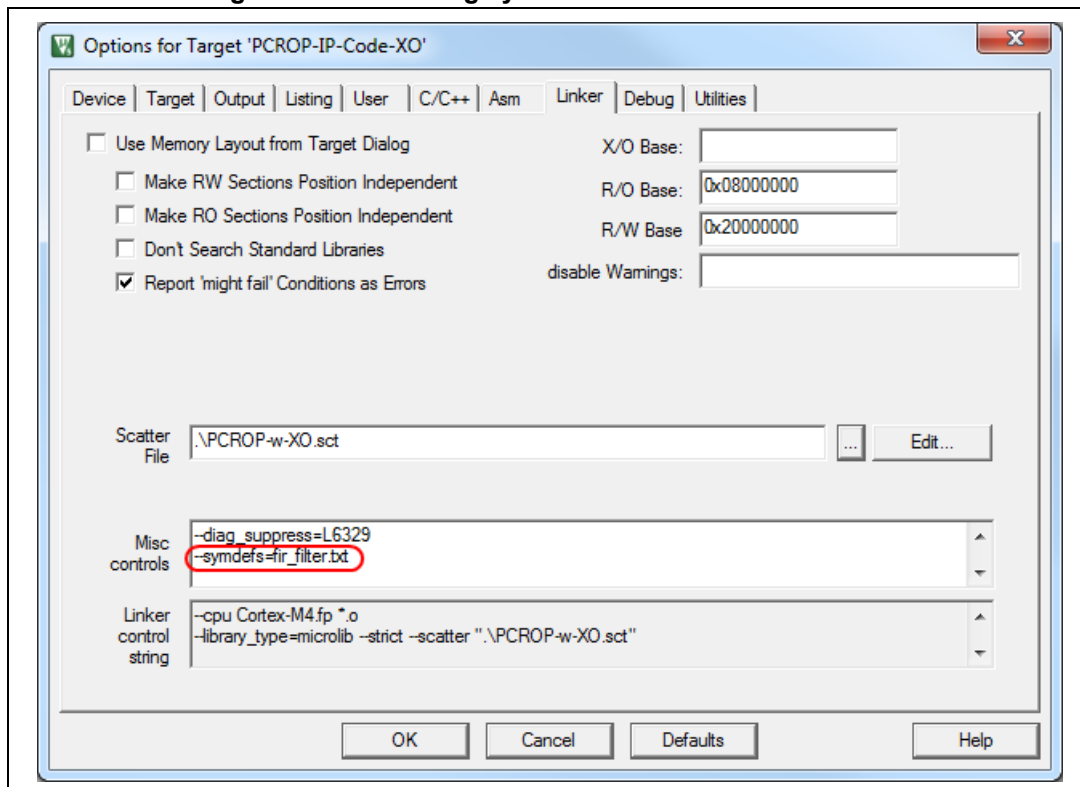 Options for Target 'PCROP-IP-Code-XO'
Device Target Output Listing User C/C++ Asm Linker Debug Utilities
Use Memory Layout from Target Dialog
X/O Base:
Make RW Sections Position Independent
R/O Base: 0x08000000
Make RO Sections Position Independent
R/W Base 0x20000000
Don't Search Standard Libraries
disable Warnings:
Report 'might fail' Conditions as Errors
Scatter
File
.\PCROP-w-XO.sct
...
Edit...
Misc
controls
--diag_suppress=L6329
--symdefs=fir_filter.txt
Linker
control
string
--cpu Cortex-M4.fp *.o
--library_type=microlib --strict --scatter ".\PCROP-w-XO.sct"
OK Cancel Defaults Help